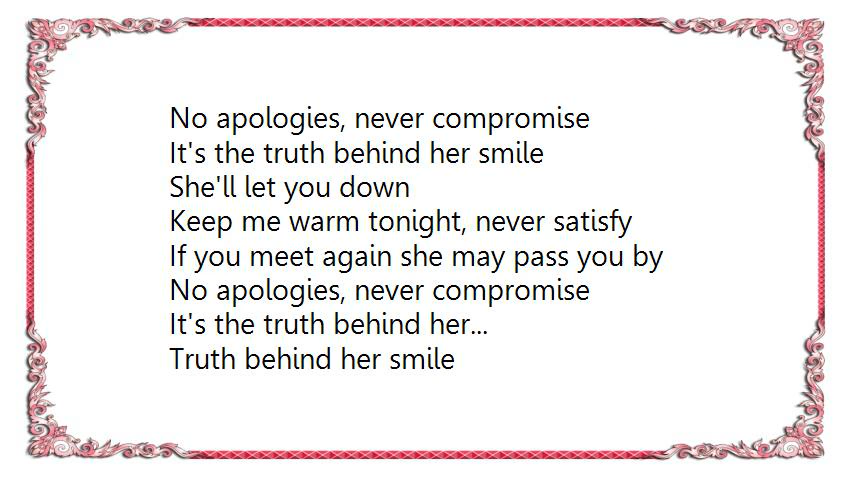 No apologies, never compromise
It's the truth behind her smile
She'll let you down
Keep me warm tonight, never satisfy
If you meet again she may pass you by
No apologies, never compromise
It's the truth behind her...
Truth behind her smile